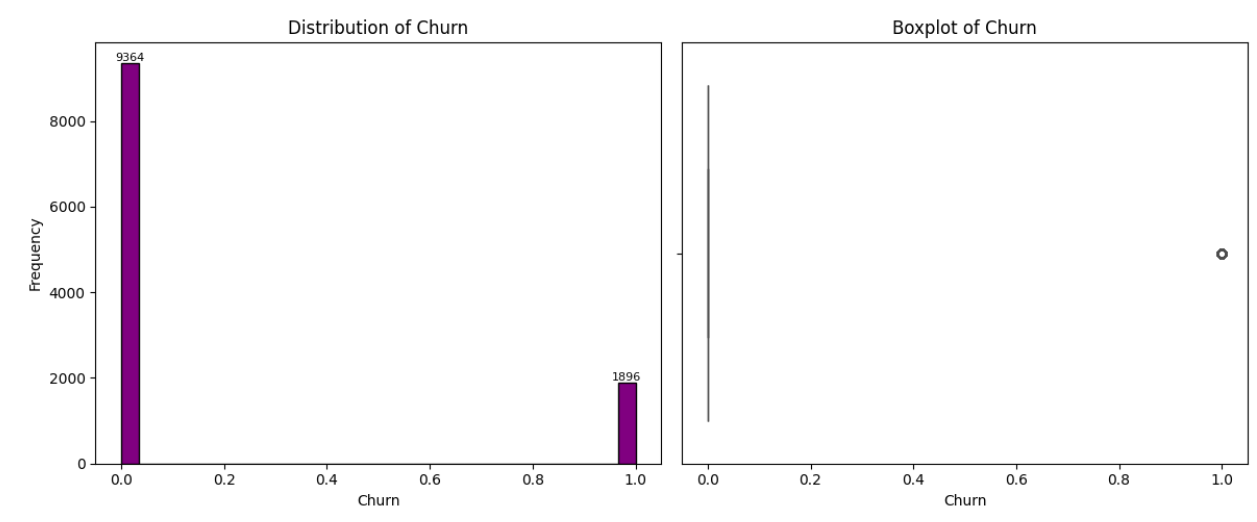 Distribution of Churn
9364
8000
6000
4000
2000
0
1896
Frequency
0.0 0.2 0.4 0.6 0.8 1.0
Churn
Boxplot of Churn
0.0 0.2 0.4 0.6 0.8 1.0
Churn